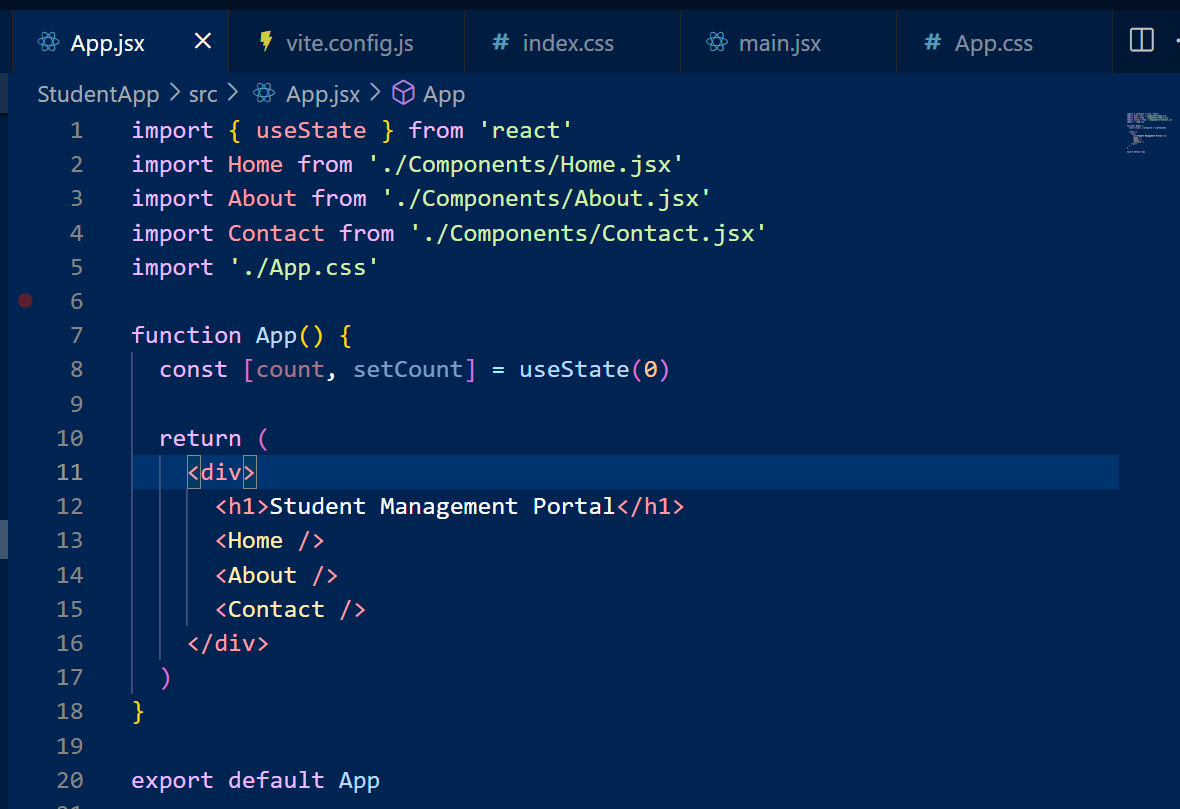 App.jsx vite.config.js # index.css main.jsx # App.css
StudentApp > src > App.jsx > App
1 import { useState } from 'react'
2 import Home from './Components/Home.jsx'
3 import About from './Components/About.jsx'
4 import Contact from './Components/Contact.jsx'
5 import './App.css'
6
7 function App() {
8   const [count, setCount] = useState(0)
9
10   return (
11     <div>
12       <h1>Student Management Portal</h1>
13       <Home />
14       <About />
15       <Contact />
16     </div>
17   )
18 }
19
20 export default App